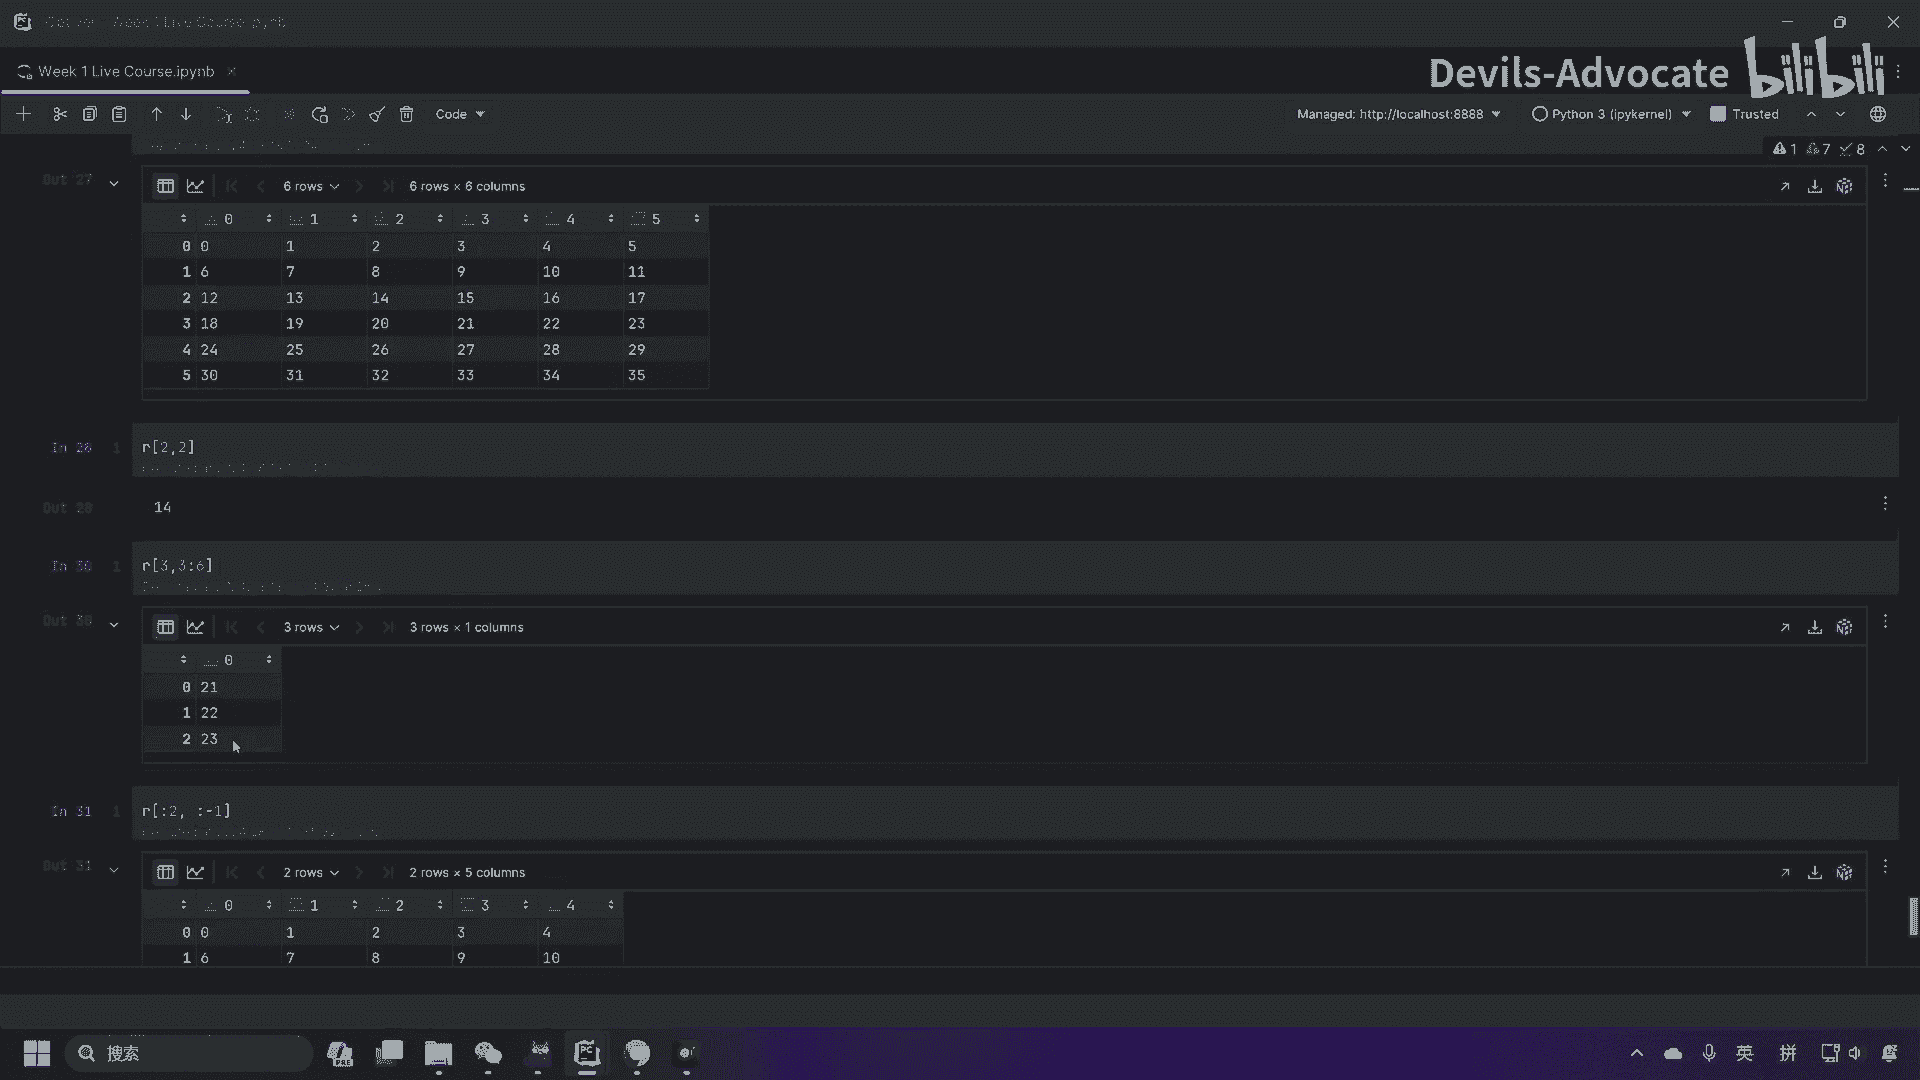 Week 1 Live Course.ipynb
Devils-Advocate bilibili
Code
Managed: http://localhost:8888
Python 3 (ipykernel)
Trusted
1 7 8
Out 27
6 rows
6 rows × 6 columns
0 1 2 3 4 5
0 0 1 2 3 4 5
1 6 7 8 9 10 11
2 12 13 14 15 16 17
3 18 19 20 21 22 23
4 24 25 26 27 28 29
5 30 31 32 33 34 35
In 28 1 r[2,2]
Out 28 14
In 30 1 r[3,3:6]
Out 30
3 rows
3 rows × 1 columns
0
0 21
1 22
2 23
In 31 1 r[:2, :-1]
Out 31
2 rows
2 rows × 5 columns
0 1 2 3 4
0 0 1 2 3 4
1 6 7 8 9 10
搜索
PRE
PC
英
拼